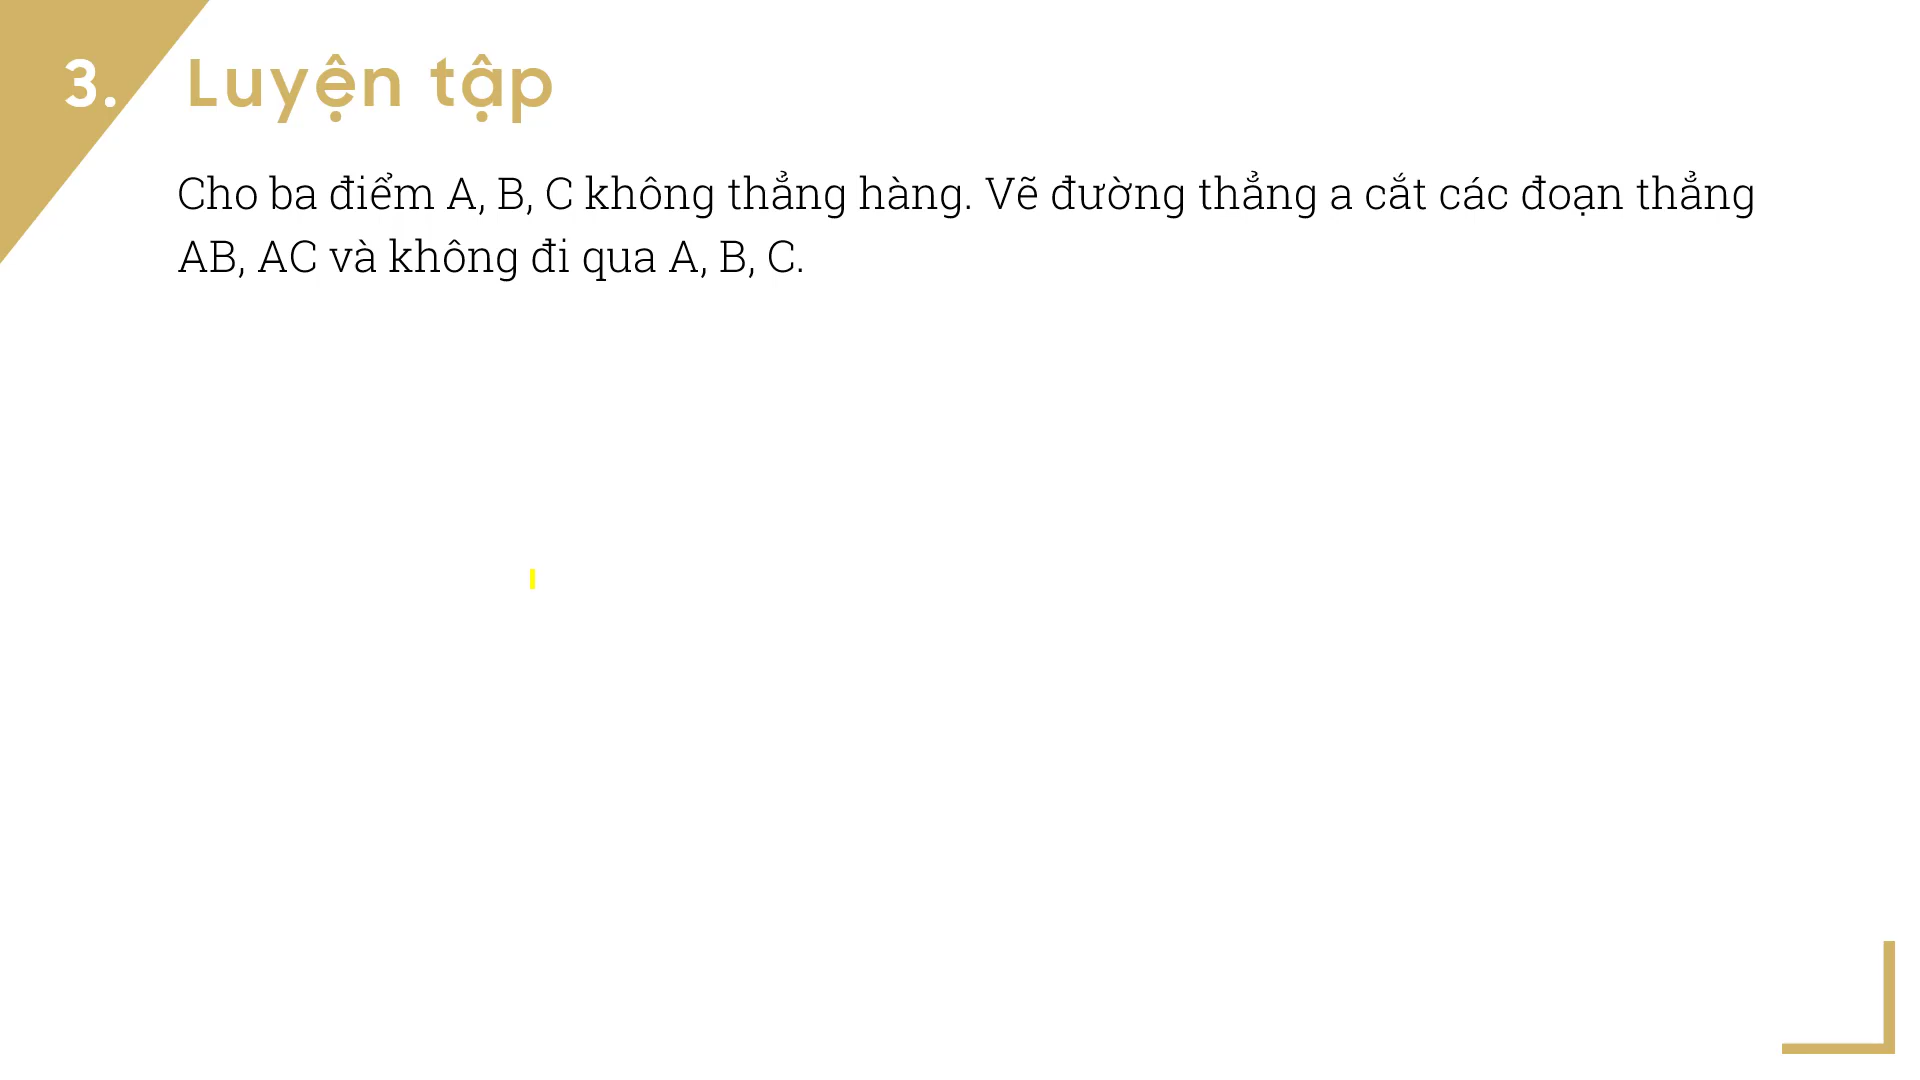 3. Luyện tập
Cho ba điểm A, B, C không thẳng hàng. Vẽ đường thẳng a cắt các đoạn thẳng
AB, AC và không đi qua A, B, C.